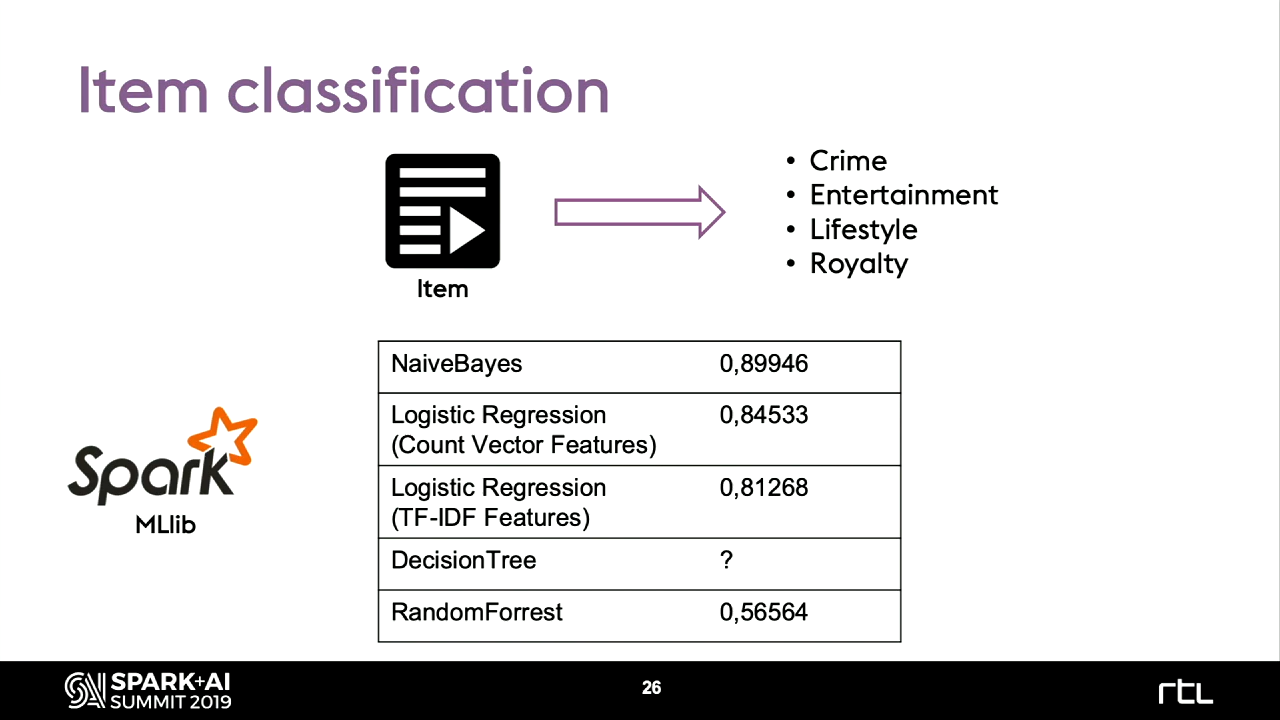 Item classification
• Crime
• Entertainment
• Lifestyle
• Royalty
Item
NaiveBayes 0,89946
Logistic Regression 0,84533
(Count Vector Features)
Logistic Regression 0,81268
(TF-IDF Features)
DecisionTree ?
RandomForrest 0,56564
Spark
MLlib
SPARK+AI
SUMMIT 2019
26
rtl